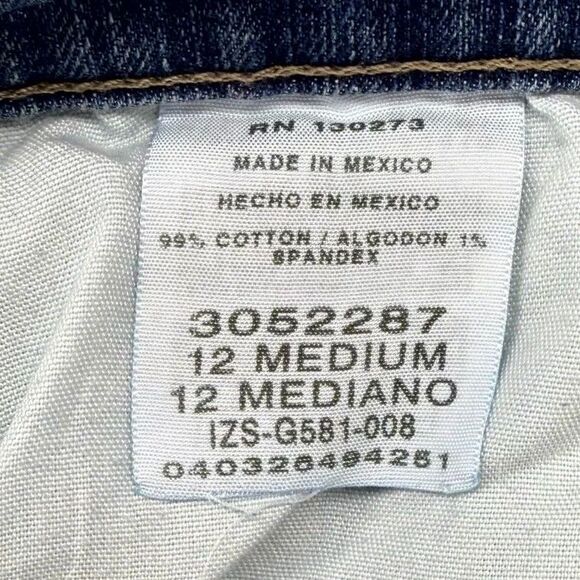 RN 130273
MADE IN MEXICO
HECHO EN MEXICO
99% COTTON / ALGODON 1%
SPANDEX
3052287
12 MEDIUM
12 MEDIANO
IZS-G581-008
040328494281